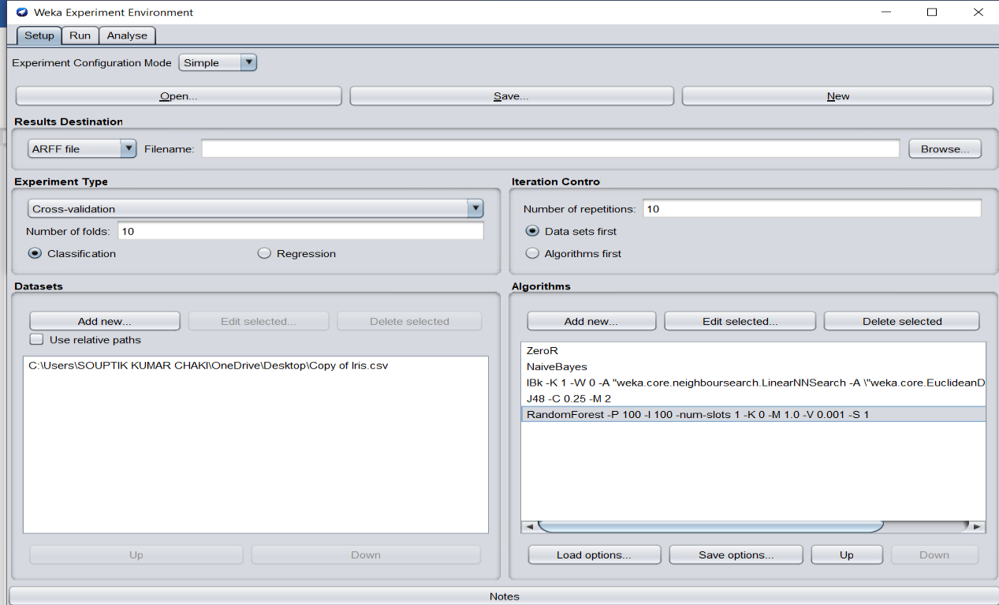 Weka Experiment Environment
Setup Run Analyse
Experiment Configuration Mode Simple
Open... Save... New
Results Destination
ARFF file Filename: Browse...
Experiment Type
Cross-validation
Number of folds: 10
Classification Regression
Iteration Contro
Number of repetitions: 10
Data sets first
Algorithms first
Datasets
Add new... Edit selected... Delete selected
Use relative paths
C:\Users\SOUPTIK KUMAR CHAKI\OneDrive\Desktop\Copy of Iris.csv
Up Down
Algorithms
Add new... Edit selected... Delete selected
ZeroR
NaiveBayes
IBk -K 1 -W 0 -A "weka.core.neighboursearch.LinearNNSearch -A \"weka.core.EuclideanD
J48 -C 0.25 -M 2
RandomForest -P 100 -I 100 -num-slots 1 -K 0 -M 1.0 -V 0.001 -S 1
Load options... Save options... Up Down
Notes